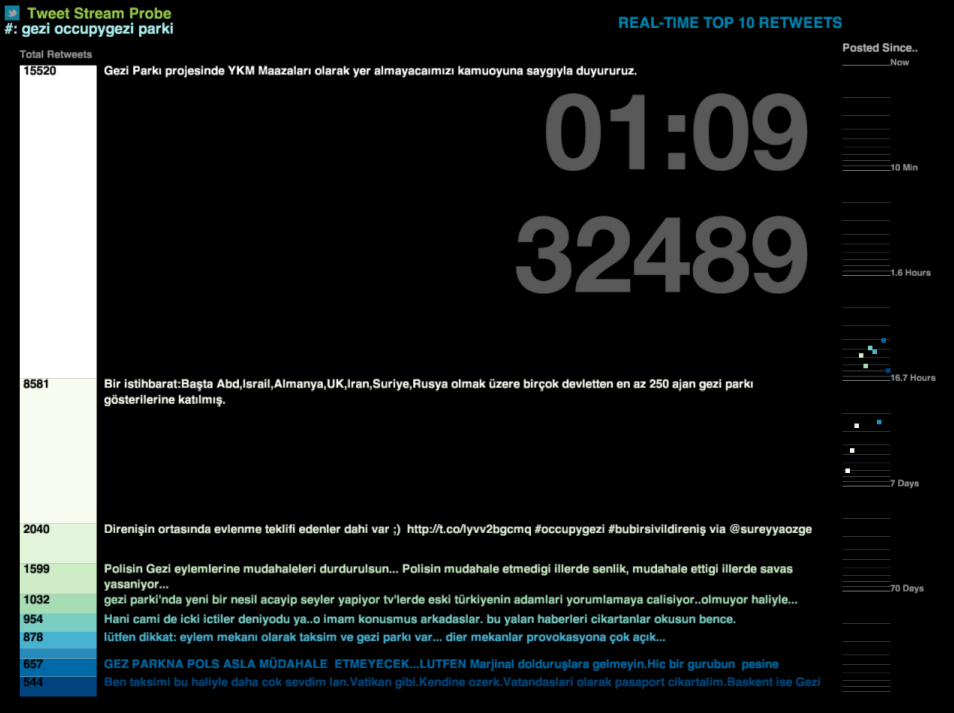 Tweet Stream Probe
#: gezi occupygezi parki
REAL-TIME TOP 10 RETWEETS
Total Retweets
Posted Since..
Now
15520
Gezi Parkı projesinde YKM Maazaları olarak yer almayacaımızı kamuoyuna saygıyla duyururuz.
01:09
10 Min
32489
1.6 Hours
16.7 Hours
8581
Bir istihbarat:Başta Abd,Israil,Almanya,UK,Iran,Suriye,Rusya olmak üzere birçok devletten en az 250 ajan gezi parkı
gösterilerine katılmış.
7 Days
2040
Direnişin ortasında evlenme teklifi edenler dahi var ;) http://t.co/lyvv2bgcmq #occupygezi #bubirsivildireniş via @sureyyaozge
1599
Polisin Gezi eylemlerine mudahaleleri durdurulsun... Polisin mudahale etmedigi illerde senlik, mudahale ettigi illerde savas
yasaniyor...
70 Days
1032
gezi parki'nda yeni bir nesil acayip seyler yapiyor tv'lerde eski türkiyenin adamlari yorumlamaya calisiyor..olmuyor haliyle...
954
Hani cami de icki ictiler deniyodu ya..o imam konusmus arkadaslar. bu yalan haberleri cikartanlar okusun bence.
878
lütfen dikkat: eylem mekanı olarak taksim ve gezi parkı var... dier mekanlar provokasyona çok açık...
657
GEZ PARKNA POLS ASLA MÜDAHALE ETMEYECEK...LUTFEN Marjinal dolduruşlara gelmeyin.Hic bir gurubun pesine
544
Ben taksimi bu haliyle daha cok sevdim lan.Vatikan gibi.Kendine ozerk.Vatandaslari olarak pasaport cikartalim.Baskent ise Gezi